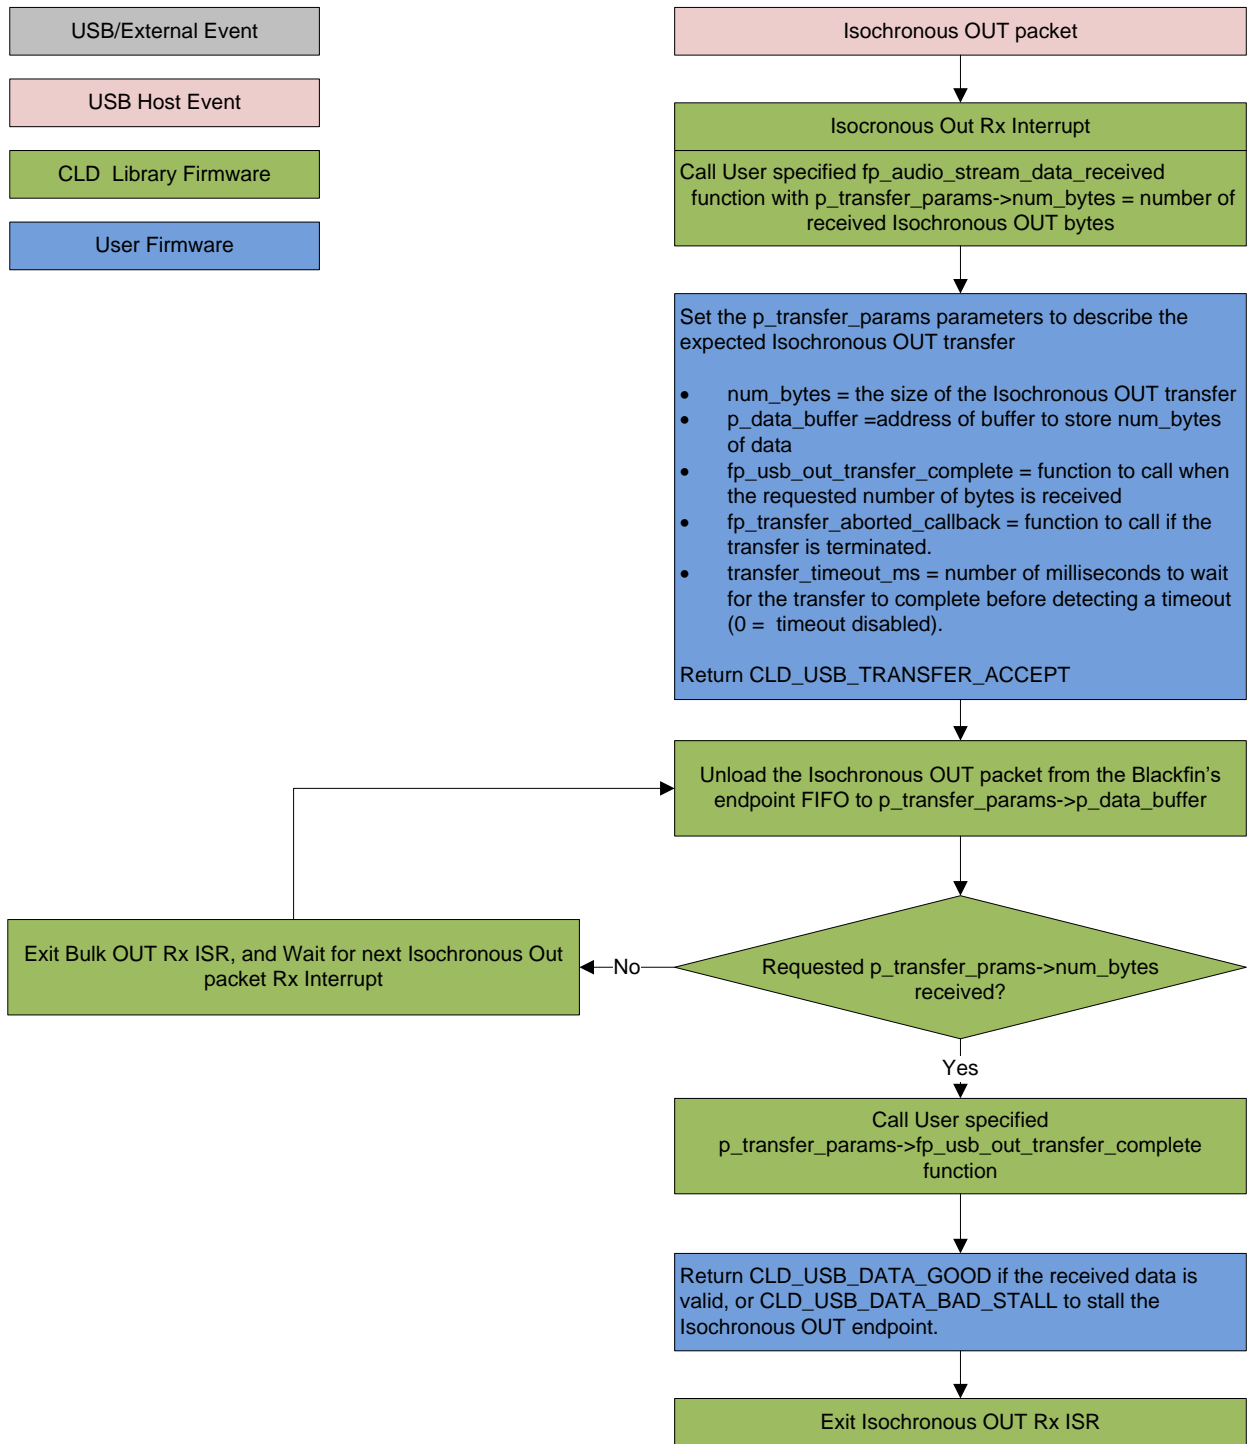 USB/External Event
USB Host Event
CLD  Library Firmware
User Firmware
Isochronous OUT packet
Isocronous Out Rx Interrupt
Call User specified fp_audio_stream_data_received
function with p_transfer_params->num_bytes = number of
received Isochronous OUT bytes
Set the p_transfer_params parameters to describe the
expected Isochronous OUT transfer
• num_bytes = the size of the Isochronous OUT transfer
• p_data_buffer =address of buffer to store num_bytes
of data
• fp_usb_out_transfer_complete = function to call when
the requested number of bytes is received
• fp_transfer_aborted_callback = function to call if the
transfer is terminated.
• transfer_timeout_ms = number of milliseconds to wait
for the transfer to complete before detecting a timeout
(0 =  timeout disabled).
Return CLD_USB_TRANSFER_ACCEPT
Unload the Isochronous OUT packet from the Blackfin’s
endpoint FIFO to p_transfer_params->p_data_buffer
Exit Bulk OUT Rx ISR, and Wait for next Isochronous Out
packet Rx Interrupt
No
Requested p_transfer_prams->num_bytes
received?
Yes
Call User specified
p_transfer_params->fp_usb_out_transfer_complete
function
Return CLD_USB_DATA_GOOD if the received data is
valid, or CLD_USB_DATA_BAD_STALL to stall the
Isochronous OUT endpoint.
Exit Isochronous OUT Rx ISR